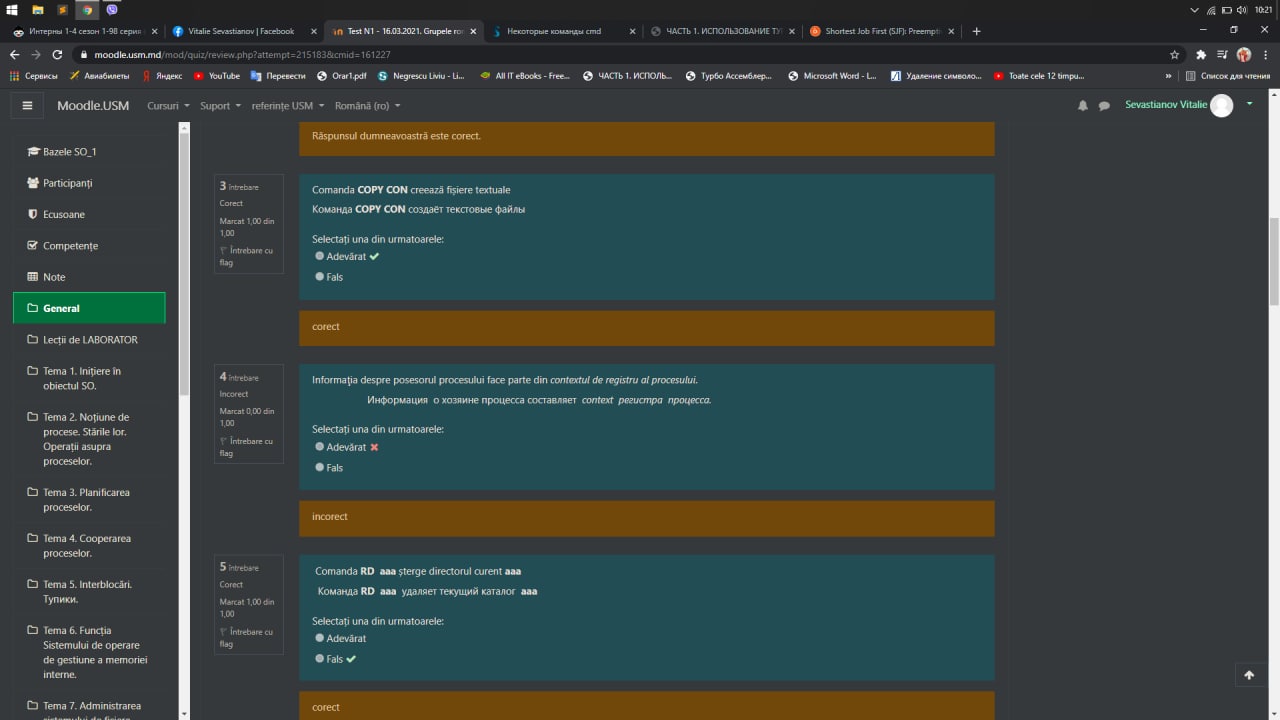 10:21
Интерны 1-4 сезон 1-98 серия
Vitalie Sevastianov | Facebook
Test N1 - 16.03.2021. Grupele ro
Некоторые команды cmd
ЧАСТЬ 1. ИСПОЛЬЗОВАНИЕ ТУ
Shortest Job First (SJF): Preempti
moodle.usm.md/mod/quiz/review.php?attempt=215183&cmid=161227
Сервисы
Авиабилеты
Яндекс
YouTube
Перевести
Orar1.pdf
Negrescu Liviu - Li...
All IT eBooks - Free...
ЧАСТЬ 1. ИСПОЛЬ...
Турбо Ассемблер...
Microsoft Word - L...
Удаление символо...
Toate cele 12 timpu...
»
Список для чтения
Moodle.USM
Cursuri
Suport
referințe USM
Română (ro)
Sevastianov Vitalie
Bazele SO_1
Participanți
Ecusoane
Competențe
Note
General
Lecții de LABORATOR
Tema 1. Inițiere în
obiectul SO.
Tema 2. Noțiune de
procese. Stările lor.
Operații asupra
proceselor.
Tema 3. Planificarea
proceselor.
Tema 4. Cooperarea
proceselor.
Tema 5. Interblocări.
Тупики.
Tema 6. Funcția
Sistemului de operare
de gestiune a memoriei
interne.
Tema 7. Administrarea
Răspunsul dumneavoastră este corect.
3 întrebare
Corect
Marcat 1,00 din
1,00
Întrebare cu
flag
Comanda COPY CON creează fișiere textuale
Команда COPY CON создаёт текстовые файлы
Selectați una din urmatoarele:
Adevărat
Fals
corect
4 întrebare
Incorect
Marcat 0,00 din
1,00
Întrebare cu
flag
Informaţia despre posesorul procesului face parte din contextul de registru al procesului.
Информация о хозяине процесса составляет context регистра процесса.
Selectați una din urmatoarele:
Adevărat
Fals
incorect
5 întrebare
Corect
Marcat 1,00 din
1,00
Întrebare cu
flag
Comanda RD aaa șterge directorul curent aaa
Команда RD aaa удаляет текущий каталог aaa
Selectați una din urmatoarele:
Adevărat
Fals
corect